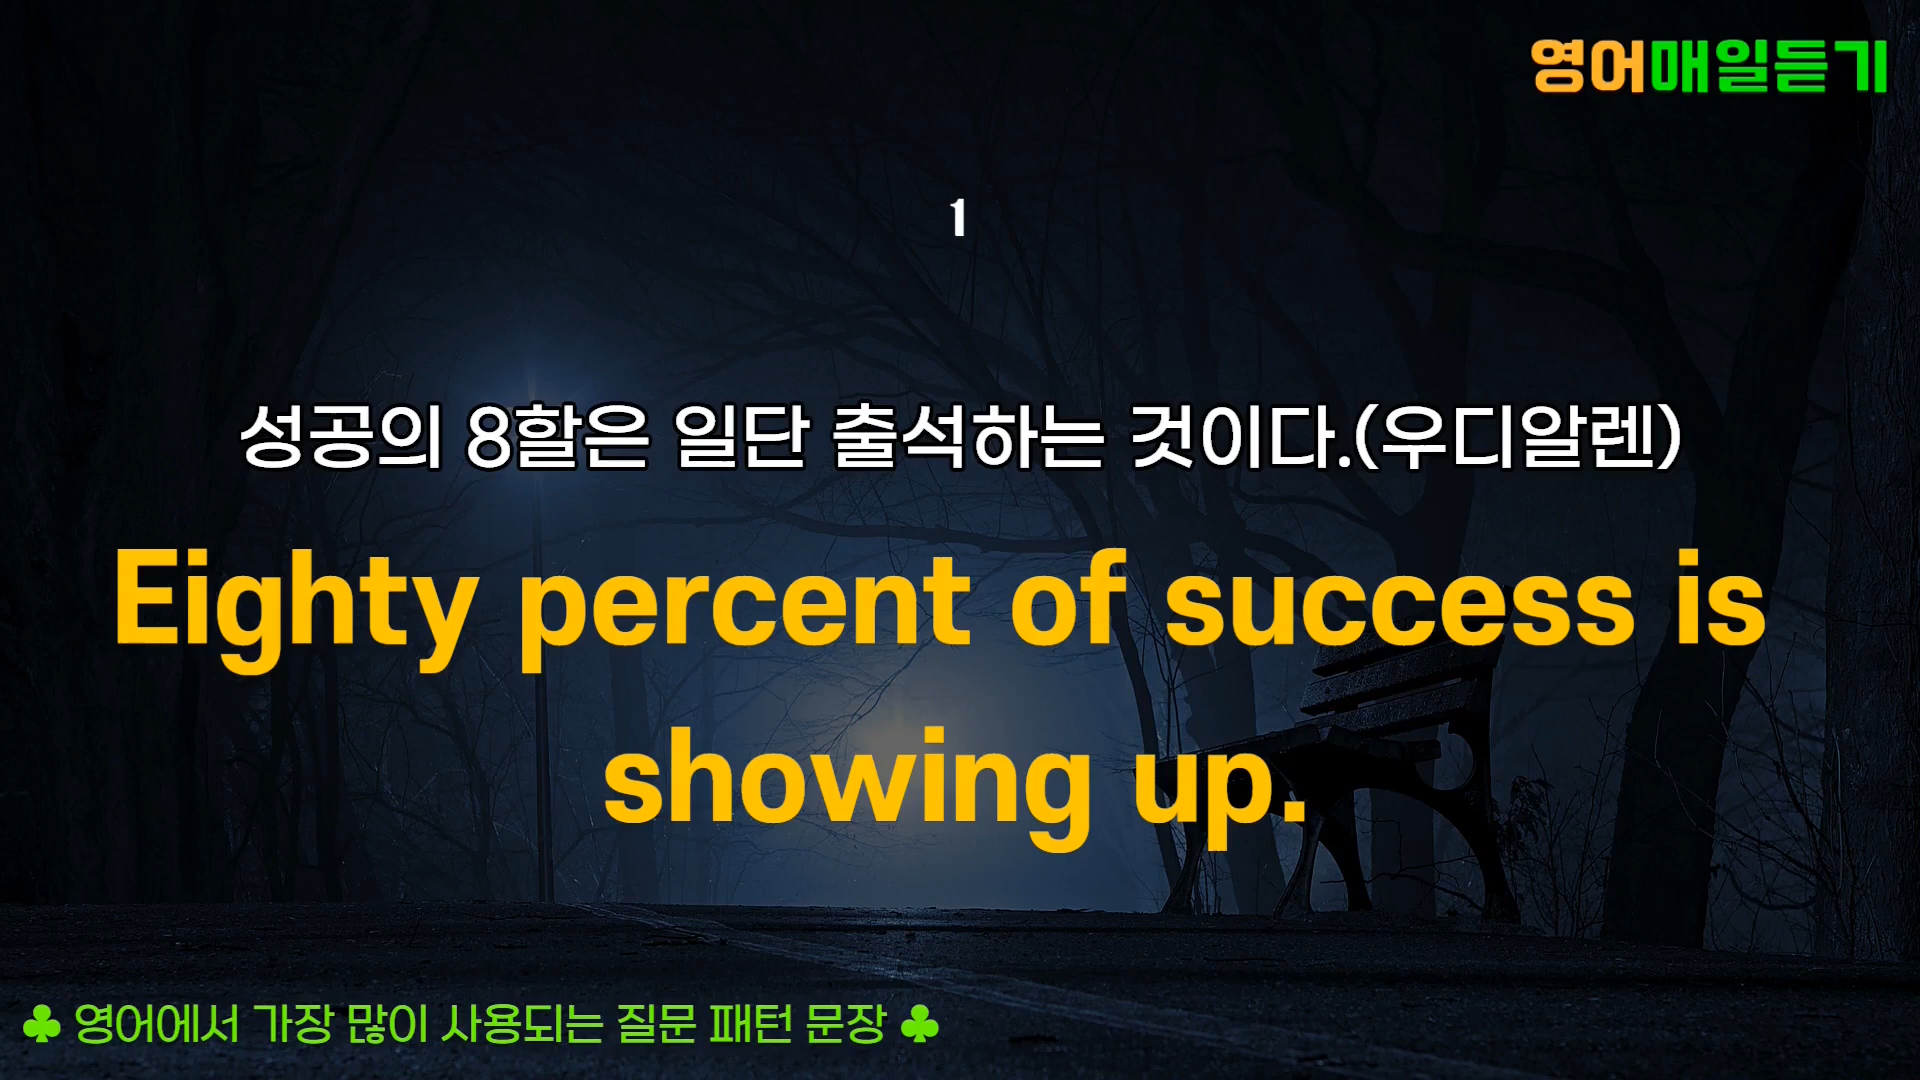 영어매일듣기
1
성공의 8할은 일단 출석하는 것이다.(우디알렌)
Eighty percent of success is
showing up.
♣ 영어에서 가장 많이 사용되는 질문 패턴 문장 ♣